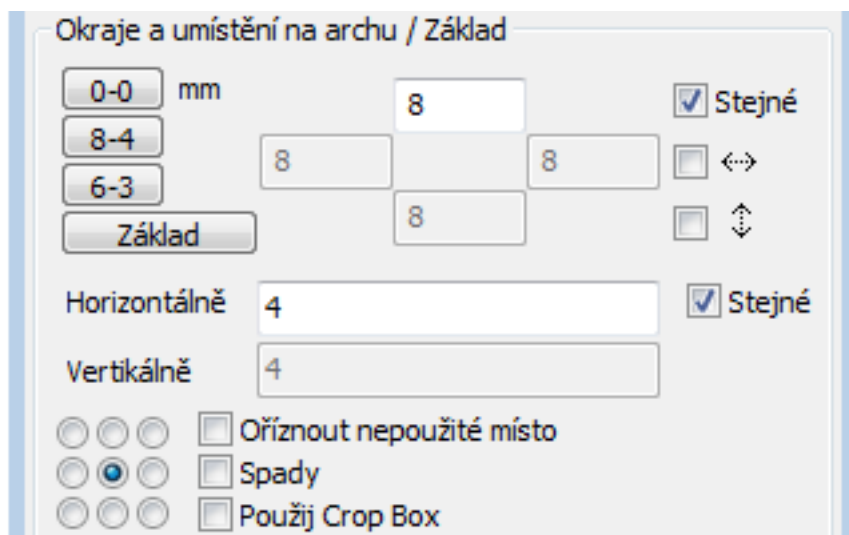 Okraje a umístění na archu / Základ
0-0 mm 8 Stejné
8-4
8 8
6-3
Základ 8
Horizontálně 4 Stejné
Vertikálně 4
Oříznout nepoužité místo
Spady
Použij Crop Box